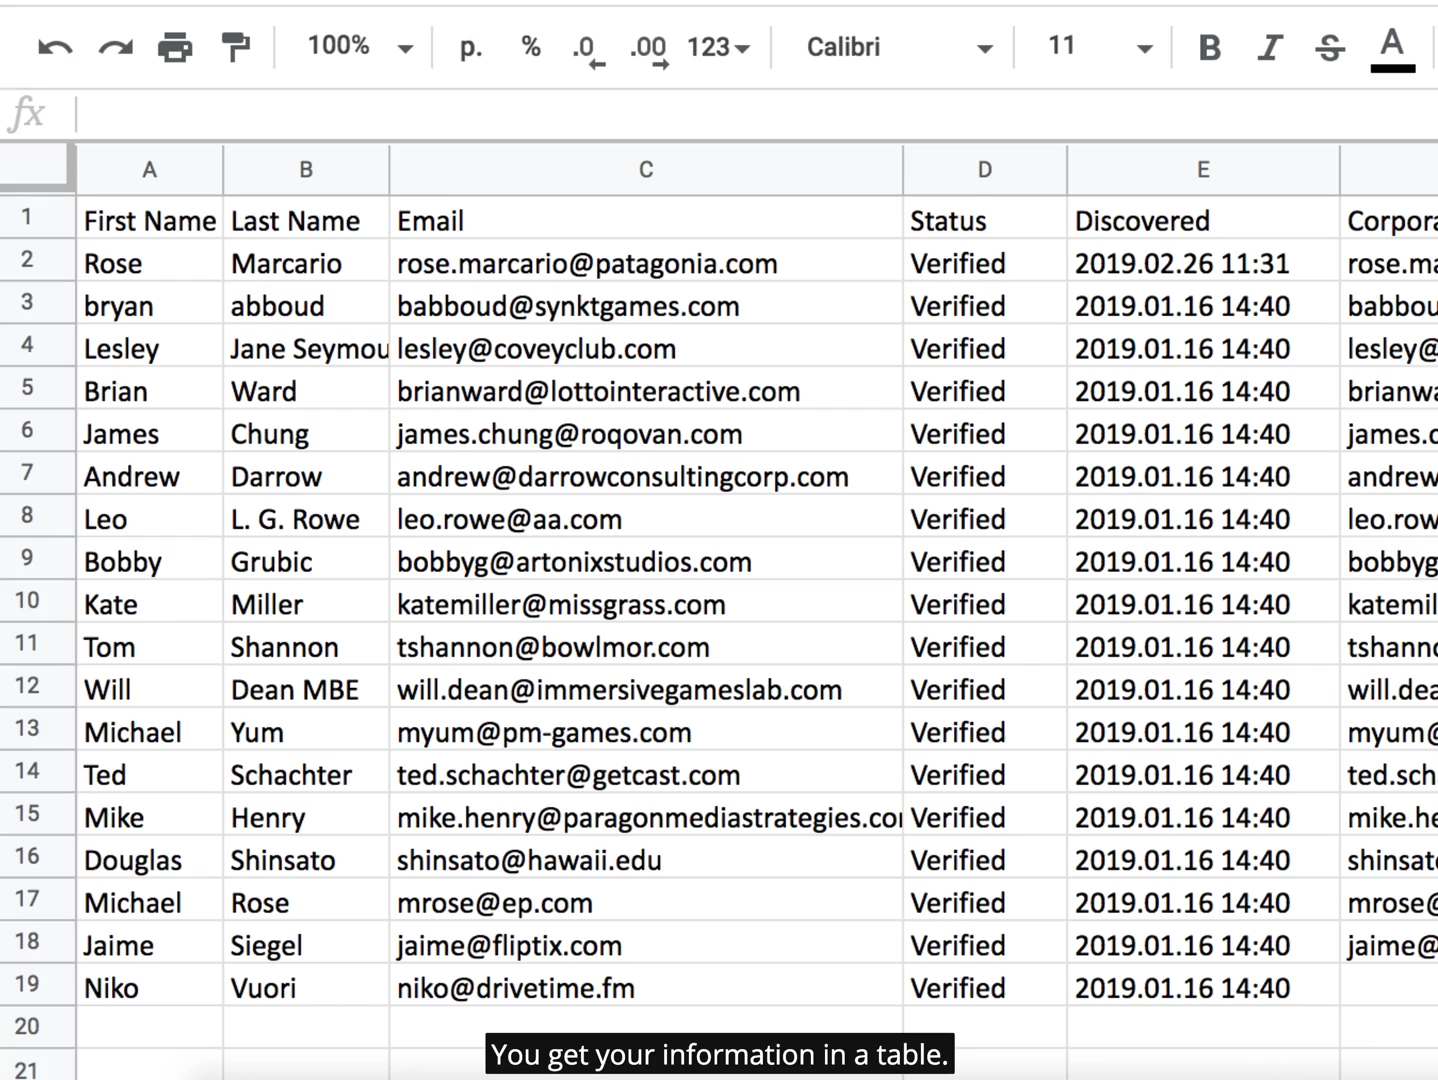 100% p. % .0 .00 123 Calibri 11 B I S A
fx
A B C D E
1 First Name Last Name Email Status Discovered Corpora
2 Rose Marcario rose.marcario@patagonia.com Verified 2019.02.26 11:31 rose.ma
3 bryan abboud babboud@synktgames.com Verified 2019.01.16 14:40 babbou
4 Lesley Jane Seymou lesley@coveyclub.com Verified 2019.01.16 14:40 lesley@
5 Brian Ward brianward@lottointeractive.com Verified 2019.01.16 14:40 brianwa
6 James Chung james.chung@roqovan.com Verified 2019.01.16 14:40 james.c
7 Andrew Darrow andrew@darrowconsultingcorp.com Verified 2019.01.16 14:40 andrew
8 Leo L. G. Rowe leo.rowe@aa.com Verified 2019.01.16 14:40 leo.row
9 Bobby Grubic bobbyg@artonixstudios.com Verified 2019.01.16 14:40 bobbyg
10 Kate Miller katemiller@missgrass.com Verified 2019.01.16 14:40 katemil
11 Tom Shannon tshannon@bowlmor.com Verified 2019.01.16 14:40 tshanno
12 Will Dean MBE will.dean@immersivegameslab.com Verified 2019.01.16 14:40 will.dea
13 Michael Yum myum@pm-games.com Verified 2019.01.16 14:40 myum@
14 Ted Schachter ted.schachter@getcast.com Verified 2019.01.16 14:40 ted.sch
15 Mike Henry mike.henry@paragonmediastrategies.co Verified 2019.01.16 14:40 mike.he
16 Douglas Shinsato shinsato@hawaii.edu Verified 2019.01.16 14:40 shinsat
17 Michael Rose mrose@ep.com Verified 2019.01.16 14:40 mrose@
18 Jaime Siegel jaime@fliptix.com Verified 2019.01.16 14:40 jaime@
19 Niko Vuori niko@drivetime.fm Verified 2019.01.16 14:40
20
21
You get your information in a table.